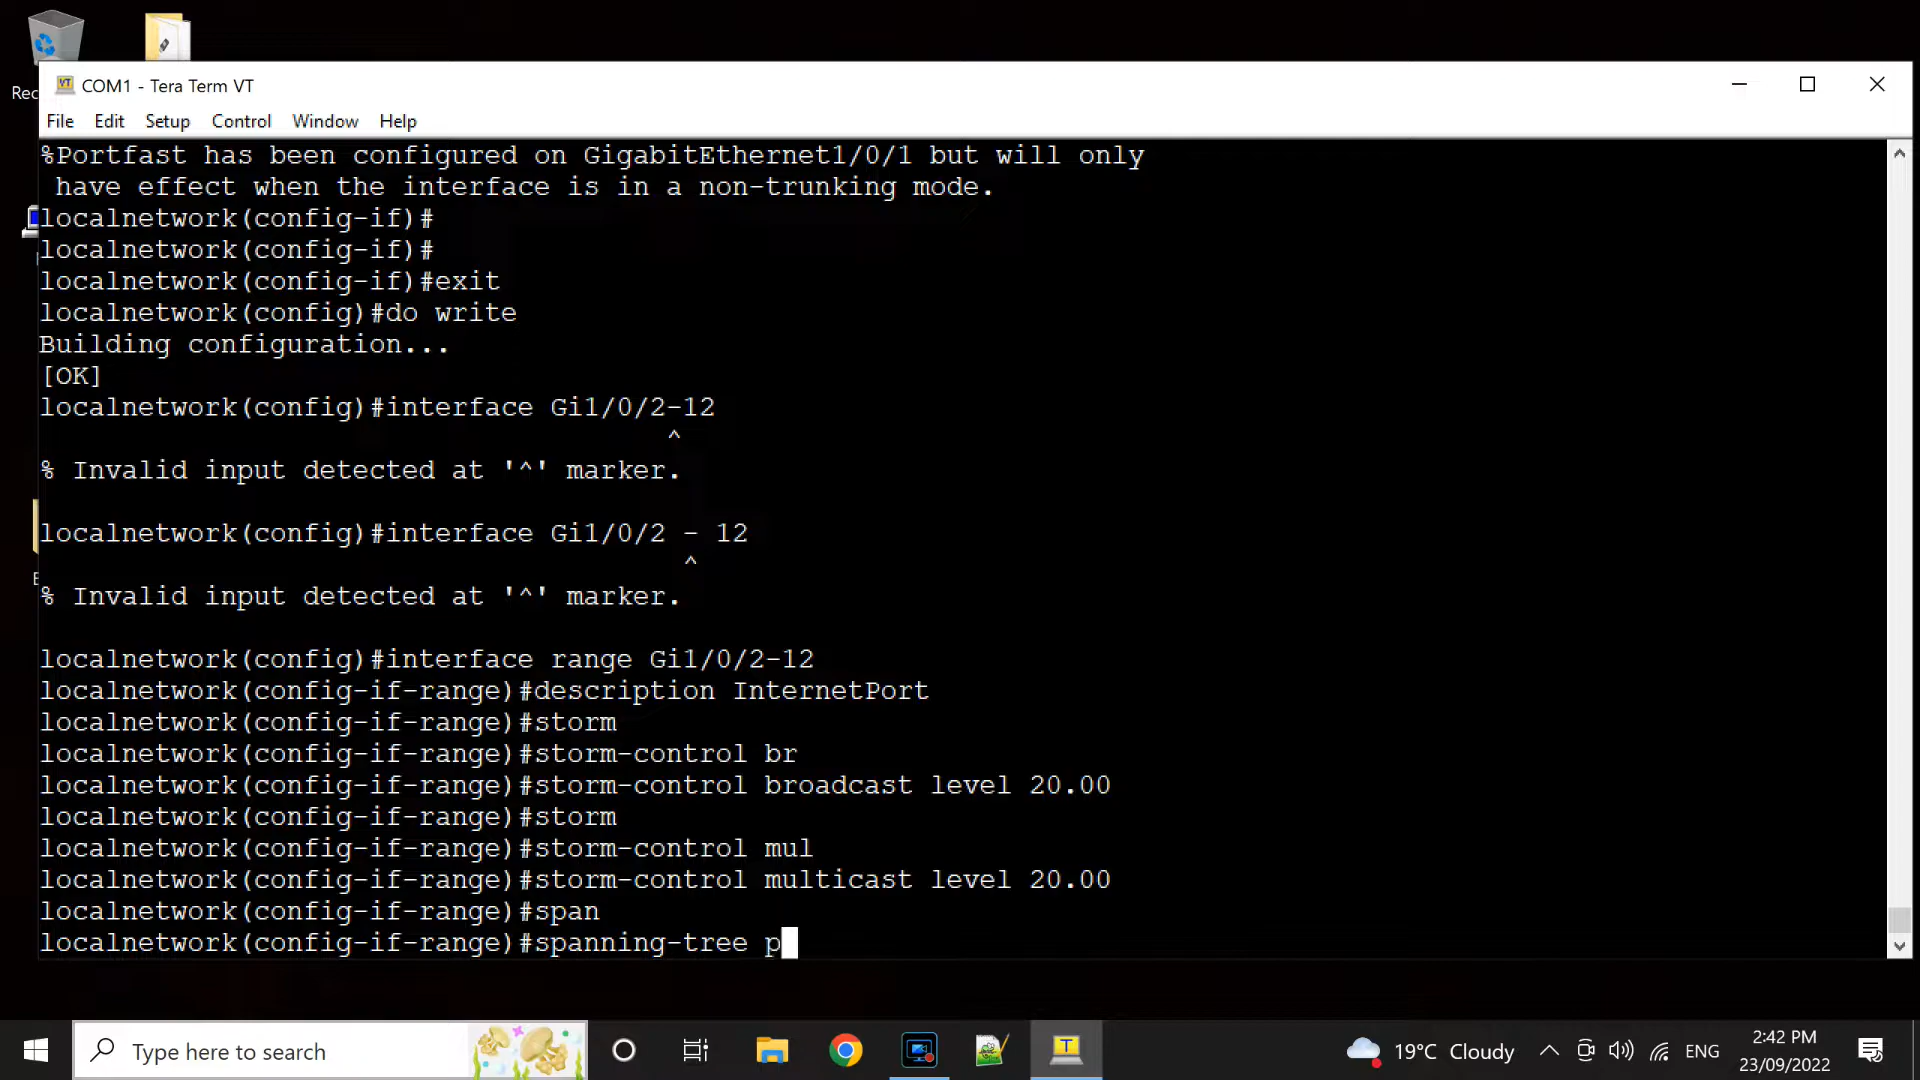 Rec
COM1 - Tera Term VT
File Edit Setup Control Window Help
%Portfast has been configured on GigabitEthernet1/0/1 but will only
have effect when the interface is in a non-trunking mode.
localnetwork(config-if)#
localnetwork(config-if)#
localnetwork(config-if)#exit
localnetwork(config)#do write
Building configuration...
[OK]
localnetwork(config)#interface Gi1/0/2-12
^
% Invalid input detected at '^' marker.
localnetwork(config)#interface Gi1/0/2 - 12
^
% Invalid input detected at '^' marker.
localnetwork(config)#interface range Gi1/0/2-12
localnetwork(config-if-range)#description InternetPort
localnetwork(config-if-range)#storm
localnetwork(config-if-range)#storm-control br
localnetwork(config-if-range)#storm-control broadcast level 20.00
localnetwork(config-if-range)#storm
localnetwork(config-if-range)#storm-control mul
localnetwork(config-if-range)#storm-control multicast level 20.00
localnetwork(config-if-range)#span
localnetwork(config-if-range)#spanning-tree p
Type here to search
19°C Cloudy
ENG
2:42 PM
23/09/2022